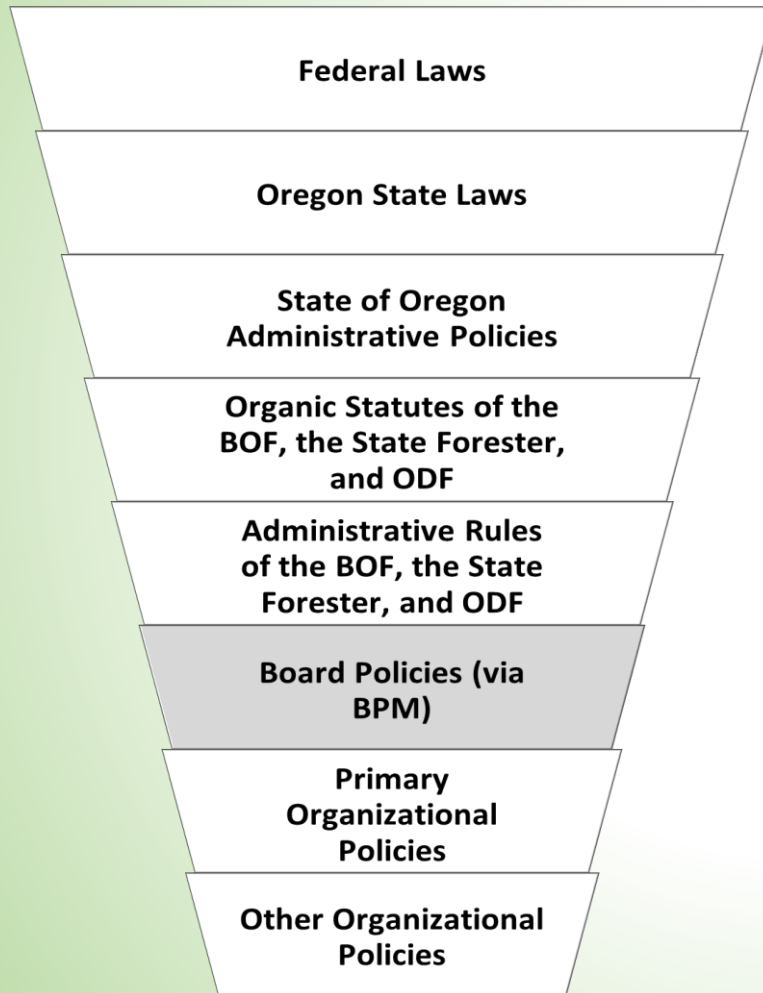 Federal Laws
Oregon State Laws
State of Oregon
Administrative Policies
Organic Statutes of the
BOF, the State Forester,
and ODF
Administrative Rules
of the BOF, the State
Forester, and ODF
Board Policies (via
BPM)
Primary
Organizational
Policies
Other Organizational
Policies